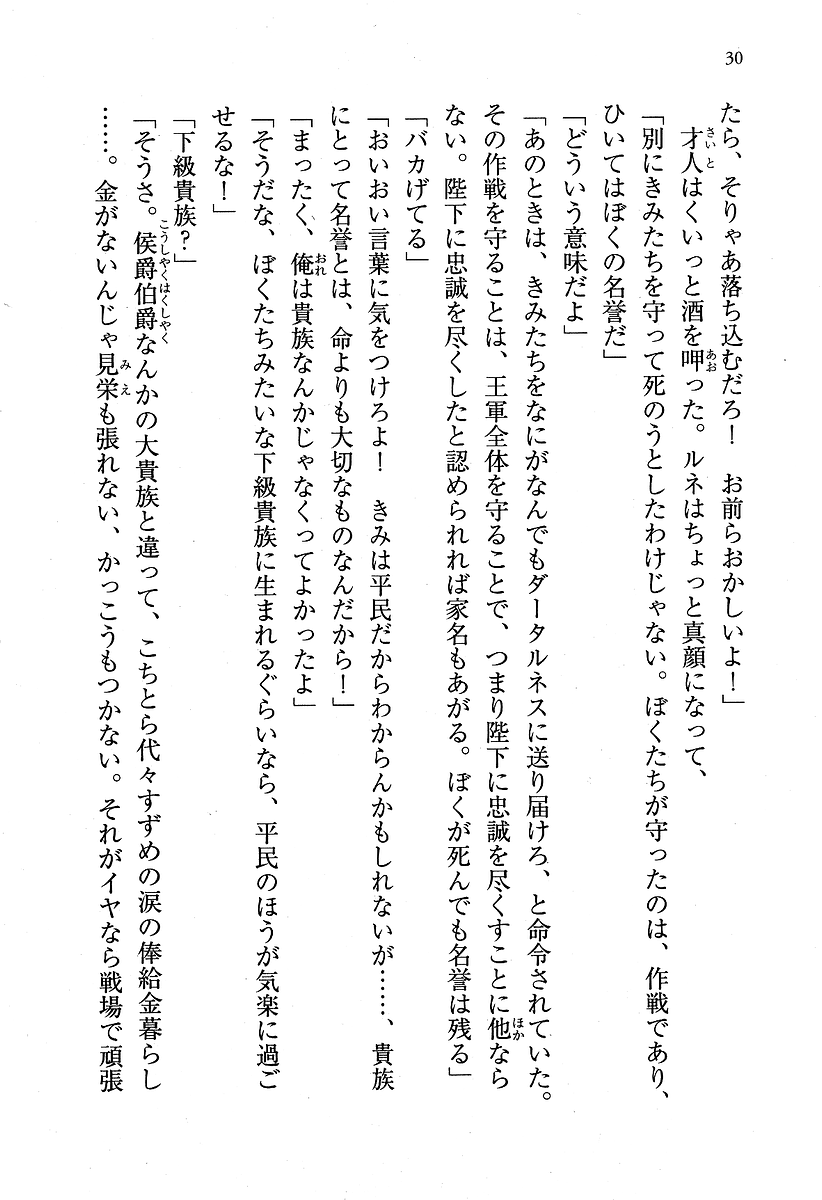 30
たら、そりゃあ落ち込むだろ！　お前らおかしいよ！」
　才人はくいっと酒を呷った。ルネはちょっと真顔になって、
「別にきみたちを守って死のうとしたわけじゃない。ぼくたちが守ったのは、作戦であり、
ひいてはぼくの名誉だ」
「どういう意味だよ」
「あのときは、きみたちをなにがなんでもダータルネスに送り届けろ、と命令されていた。
その作戦を守ることは、王軍全体を守ることで、つまり陛下に忠誠を尽くすことに他なら
ない。陛下に忠誠を尽くしたと認められれば家名もあがる。ぼくが死んでも名誉は残る」
「バカげてる」
「おいおい言葉に気をつけろよ！　きみは平民だからわからんかもしれないが……、貴族
にとって名誉とは、命よりも大切なものなんだから！」
「まったく、俺は貴族なんかじゃなくってよかったよ」
「そうだな、ぼくたちみたいな下級貴族に生まれるぐらいなら、平民のほうが気楽に過ご
せるな！」
「下級貴族？」
「そうさ。侯爵伯爵なんかの大貴族と違って、こちとら代々すずめの涙の俸給金暮らし
……。金がないんじゃ見栄も張れない、かっこうもつかない。それがイヤなら戦場で頑張